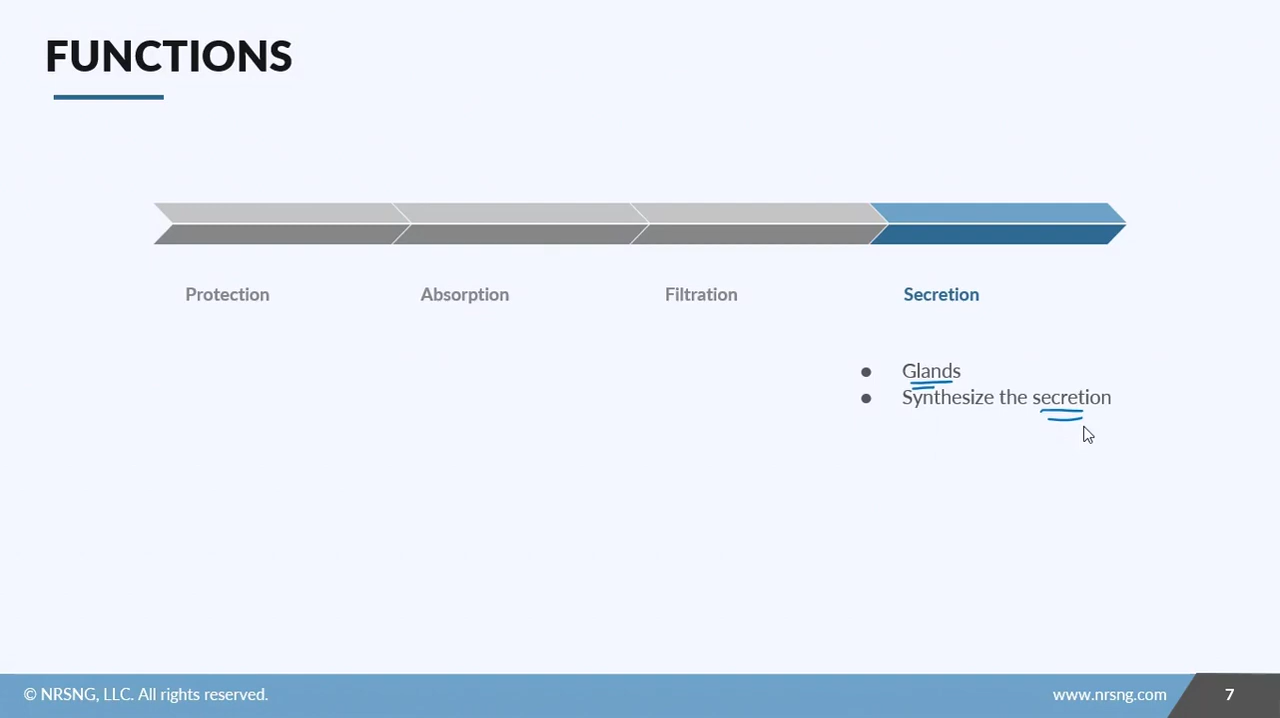 FUNCTIONS
Protection
Absorption
Filtration
Secretion
● Glands
● Synthesize the secretion
© NRSNG, LLC. All rights reserved.
www.nrsng.com
7